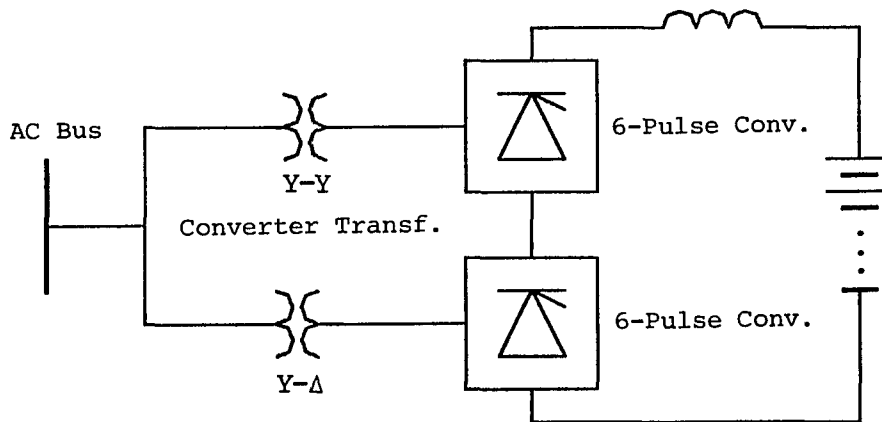 6-Pulse Conv.
AC Bus
Y-Y
Converter Transf.
6-Pulse Conv.
Y-Δ